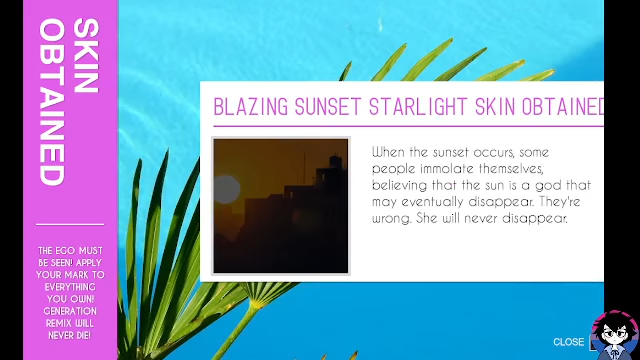 SKIN
OBTAINED
THE EGO MUST
BE SEEN! APPLY
YOUR MARK TO
EVERYTHING
YOU OWN!
GENERATION
REMIX WILL
NEVER DIE!
BLAZING SUNSET STARLIGHT SKIN OBTAINED
When the sunset occurs, some
people immolate themselves,
believing that the sun is a god that
may eventually disappear. They're
wrong. She will never disappear.
CLOSE